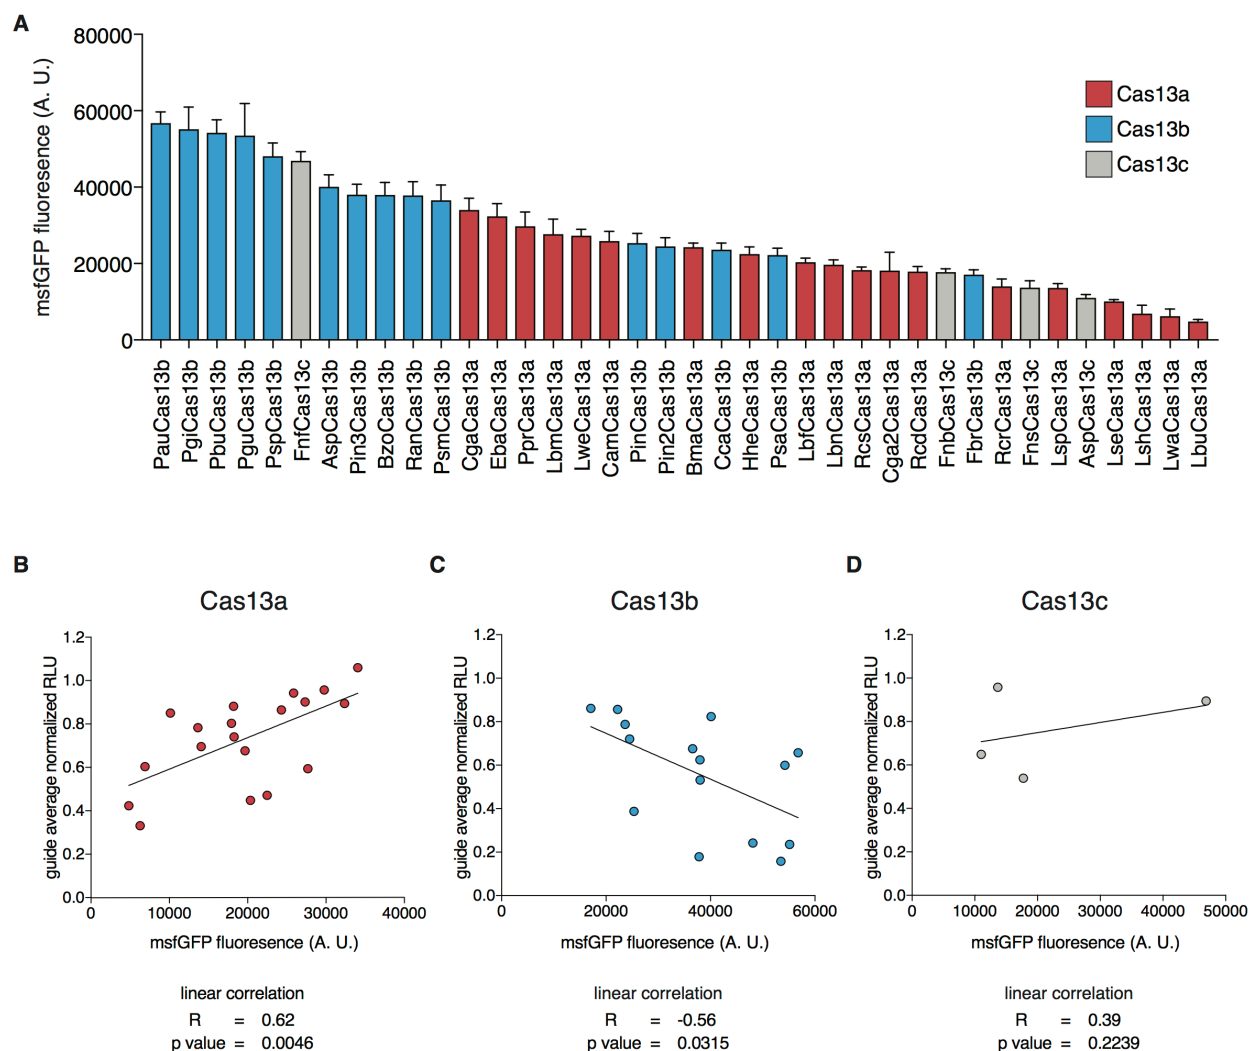 A
msfGFP fluoresence (A. U.)
80000
60000
40000
20000
0
Cas13a
Cas13b
Cas13c
PauCas13b
PgiCas13b
PbuCas13b
PguCas13b
PspCas13b
FnfCas13c
AspCas13b
Pin3Cas13b
BzoCas13b
RanCas13b
PsmCas13b
CgaCas13a
EbaCas13a
PprCas13a
LbmCas13a
LweCas13a
CamCas13a
PinCas13b
Pin2Cas13b
BmaCas13a
CcaCas13b
HheCas13a
PsaCas13b
LbfCas13a
LbnCas13a
RcsCas13a
Cga2Cas13a
RcdCas13a
FnbCas13c
FbrCas13b
RcrCas13a
FnsCas13c
LspCas13a
AspCas13c
LseCas13a
LshCas13a
LwaCas13a
LbuCas13a
B
Cas13a
guide average normalized RLU
1.2
1.0
0.8
0.6
0.4
0.2
0.0
0 10000 20000 30000 40000
msfGFP fluoresence (A. U.)
linear correlation
R = 0.62
p value = 0.0046
C
Cas13b
guide average normalized RLU
1.2
1.0
0.8
0.6
0.4
0.2
0.0
0 20000 40000 60000
msfGFP fluoresence (A. U.)
linear correlation
R = -0.56
p value = 0.0315
D
Cas13c
guide average normalized RLU
1.2
1.0
0.8
0.6
0.4
0.2
0.0
0 10000 20000 30000 40000 50000
msfGFP fluoresence (A. U.)
linear correlation
R = 0.39
p value = 0.2239